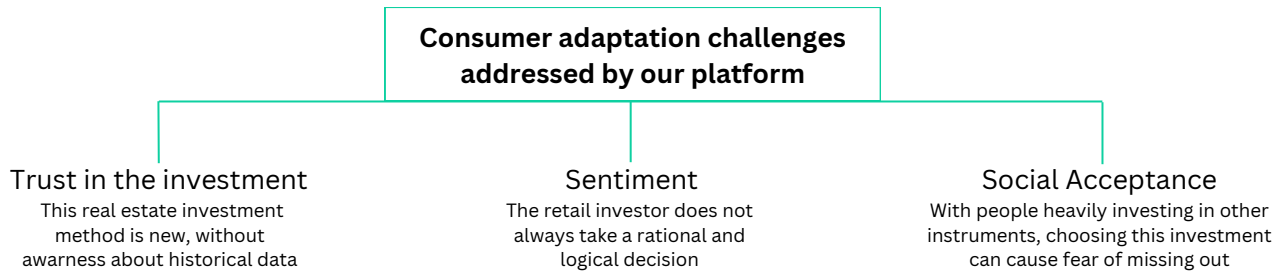 Consumer adaptation challenges
addressed by our platform
Trust in the investment
This real estate investment
method is new, without
awarness about historical data
Sentiment
The retail investor does not
always take a rational and
logical decision
Social Acceptance
With people heavily investing in other
instruments, choosing this investment
can cause fear of missing out